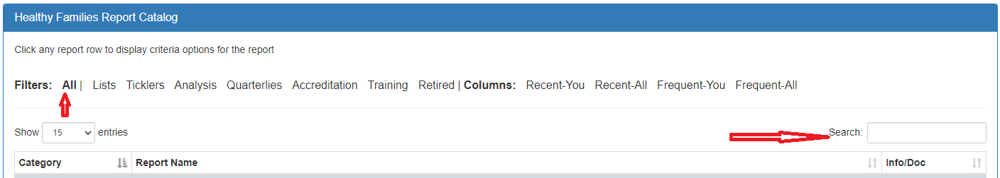 Healthy Families Report Catalog
Click any report row to display criteria options for the report
Filters: All | Lists Ticklers Analysis Quarterlies Accreditation Training Retired | Columns: Recent-You Recent-All Frequent-You Frequent-All
Show 15 entries Search:
Category Report Name Info/Doc